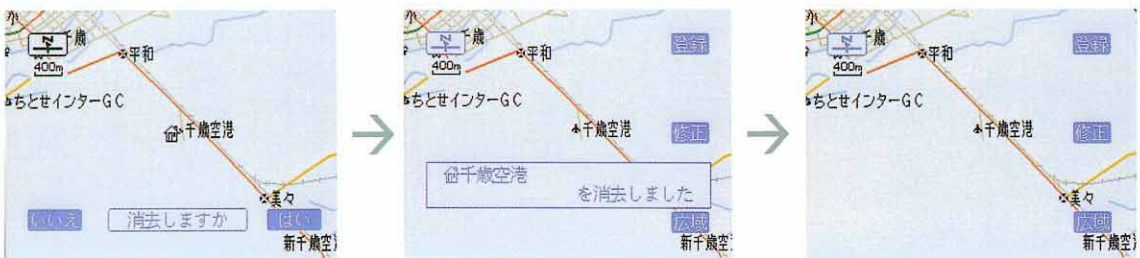 小
千歳
400m
平和
ちとせインターGC
千歳空港
美々
いいえ
消去しますか
はい
新千歳空
小
千歳
400m
平和
登録
ちとせインターGC
千歳空港
修正
千歳空港
を消去しました
広域
新千歳空
小
千歳
400m
平和
登録
ちとせインターGC
千歳空港
修正
美々
広域
新千歳空